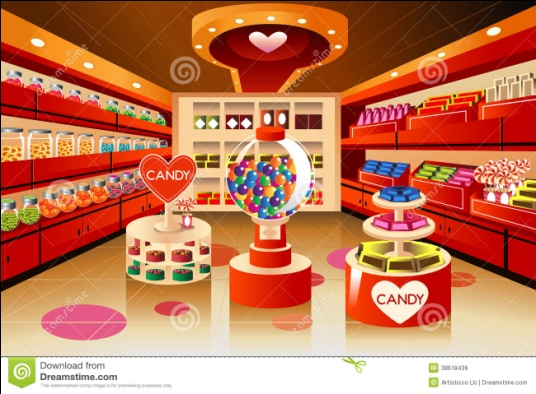 CANDY
CANDY
Download from
Dreamstime.com
This watermarked comp image is for previewing purposes only.
38618439
Artisticco Llc | Dreamstime.com